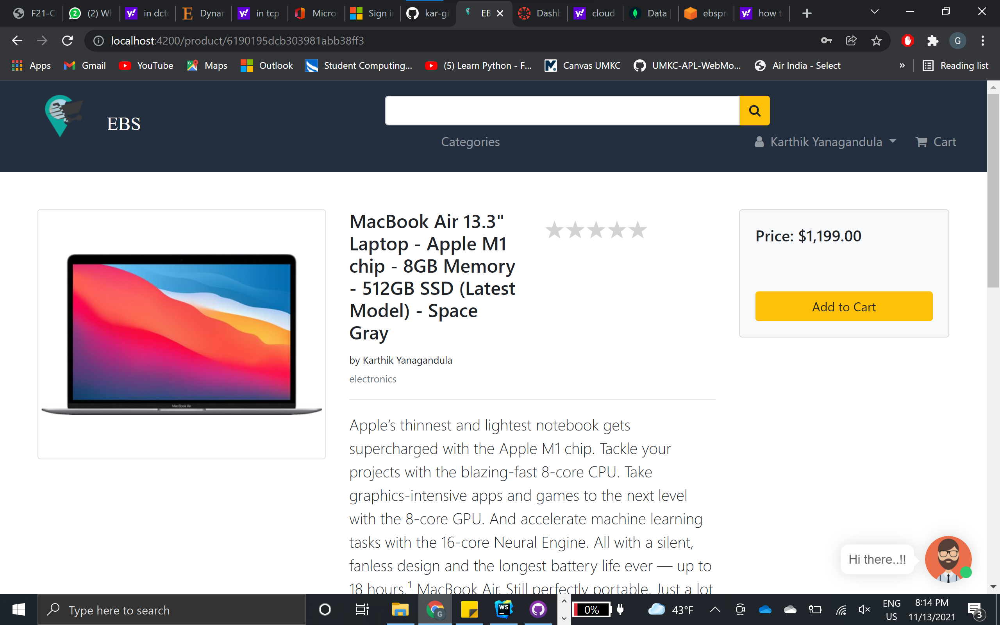 F21-C
(2) Wh
in dcto
Dynan
in tcp
Micro
Sign in
kar-gi
EB
Dashb
cloud
Data
ebspr
how t
localhost:4200/product/6190195dcb303981abb38ff3
G
Apps
Gmail
YouTube
Maps
Outlook
Student Computing...
(5) Learn Python - F...
Canvas UMKC
UMKC-APL-WebMo...
Air India - Select
»
Reading list
EBS
Categories
Karthik Yanagandula
Cart
MacBook Air 13.3"
Laptop - Apple M1
chip - 8GB Memory
- 512GB SSD (Latest
Model) - Space
Gray
by Karthik Yanagandula
electronics
Price: $1,199.00
Add to Cart
MacBook Air
Apple’s thinnest and lightest notebook gets
supercharged with the Apple M1 chip. Tackle your
projects with the blazing-fast 8-core CPU. Take
graphics-intensive apps and games to the next level
with the 8-core GPU. And accelerate machine learning
tasks with the 16-core Neural Engine. All with a silent,
fanless design and the longest battery life ever — up to
18 hours.¹ MacBook Air. Still perfectly portable. Just a lot
Hi there..!!
Type here to search
G
WS
0%
43°F
ENG
US
8:14 PM
11/13/2021
3